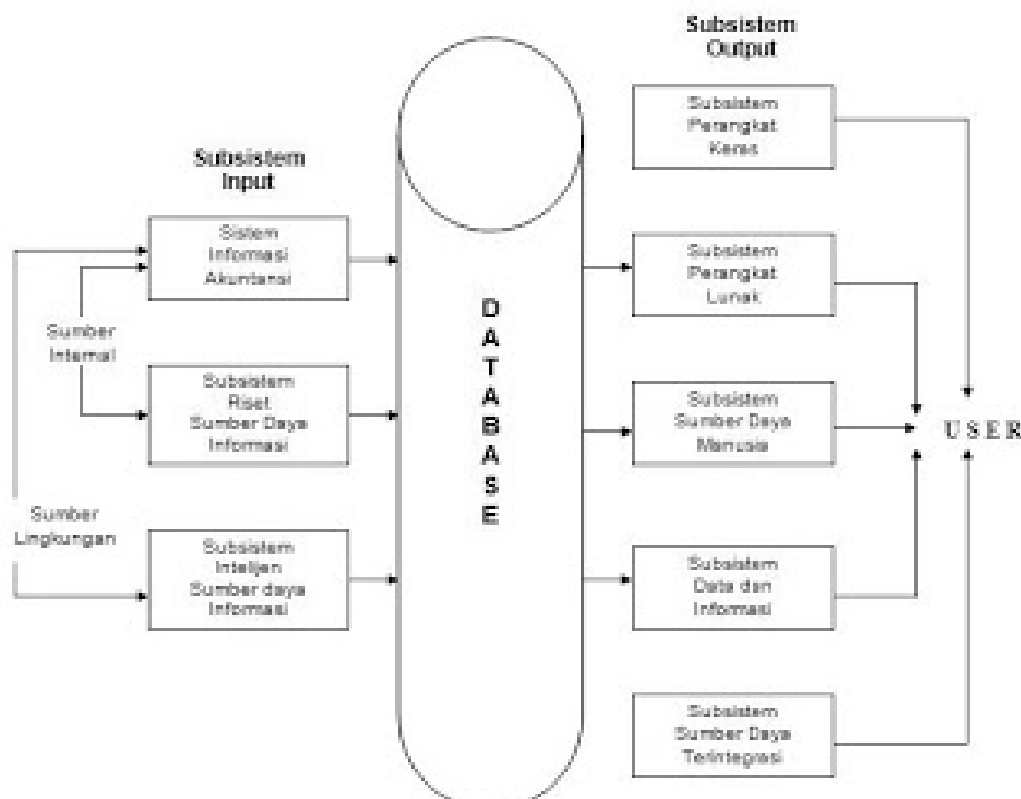 Subsistem
Input
Sistem
Informasi
Akuntansi
Sumber
Internal
Subsistem
Riset
Sumber Daya
Informasi
Sumber
Lingkungan
Subsistem
Intelijen
Sumber daya
Informasi
DATABASE
Subsistem
Output
Subsistem
Perangkat
Keras
Subsistem
Perangkat
Lunak
Subsistem
Sumber Daya
Manusia
USER
Subsistem
Data dan
Informasi
Subsistem
Sumber Daya
Terintegrasi